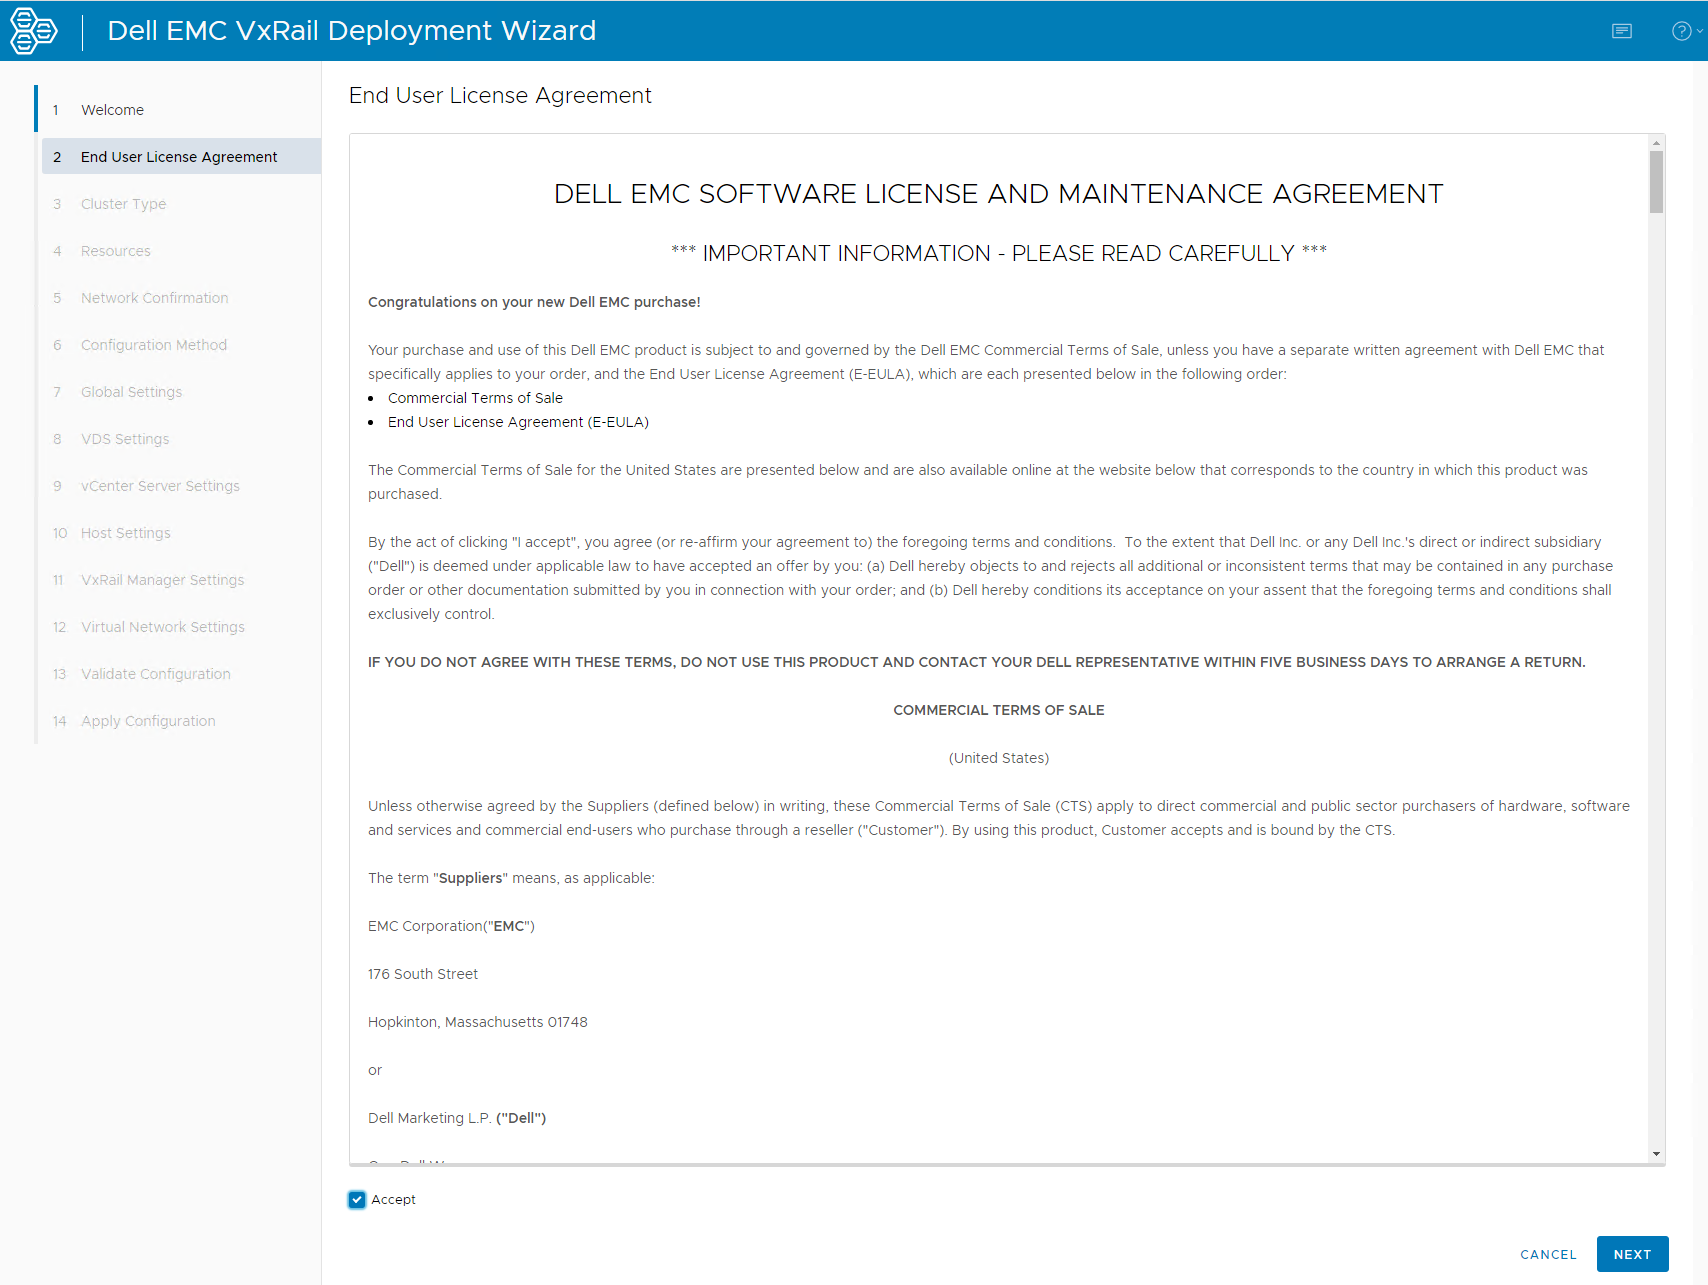 Dell EMC VxRail Deployment Wizard
1 Welcome
2 End User License Agreement
3 Cluster Type
4 Resources
5 Network Confirmation
6 Configuration Method
7 Global Settings
8 VDS Settings
9 vCenter Server Settings
10 Host Settings
11 VxRail Manager Settings
12 Virtual Network Settings
13 Validate Configuration
14 Apply Configuration
End User License Agreement
DELL EMC SOFTWARE LICENSE AND MAINTENANCE AGREEMENT
*** IMPORTANT INFORMATION - PLEASE READ CAREFULLY ***
Congratulations on your new Dell EMC purchase!
Your purchase and use of this Dell EMC product is subject to and governed by the Dell EMC Commercial Terms of Sale, unless you have a separate written agreement with Dell EMC that
specifically applies to your order, and the End User License Agreement (E-EULA), which are each presented below in the following order:
• Commercial Terms of Sale
• End User License Agreement (E-EULA)
The Commercial Terms of Sale for the United States are presented below and are also available online at the website below that corresponds to the country in which this product was
purchased.
By the act of clicking "I accept", you agree (or re-affirm your agreement to) the foregoing terms and conditions.  To the extent that Dell Inc. or any Dell Inc.'s direct or indirect subsidiary
("Dell") is deemed under applicable law to have accepted an offer by you: (a) Dell hereby objects to and rejects all additional or inconsistent terms that may be contained in any purchase
order or other documentation submitted by you in connection with your order; and (b) Dell hereby conditions its acceptance on your assent that the foregoing terms and conditions shall
exclusively control.
IF YOU DO NOT AGREE WITH THESE TERMS, DO NOT USE THIS PRODUCT AND CONTACT YOUR DELL REPRESENTATIVE WITHIN FIVE BUSINESS DAYS TO ARRANGE A RETURN.
COMMERCIAL TERMS OF SALE
(United States)
Unless otherwise agreed by the Suppliers (defined below) in writing, these Commercial Terms of Sale (CTS) apply to direct commercial and public sector purchasers of hardware, software
and services and commercial end-users who purchase through a reseller ("Customer"). By using this product, Customer accepts and is bound by the CTS.
The term "Suppliers" means, as applicable:
EMC Corporation("EMC")
176 South Street
Hopkinton, Massachusetts 01748
or
Dell Marketing L.P. ("Dell")
Accept
CANCEL NEXT